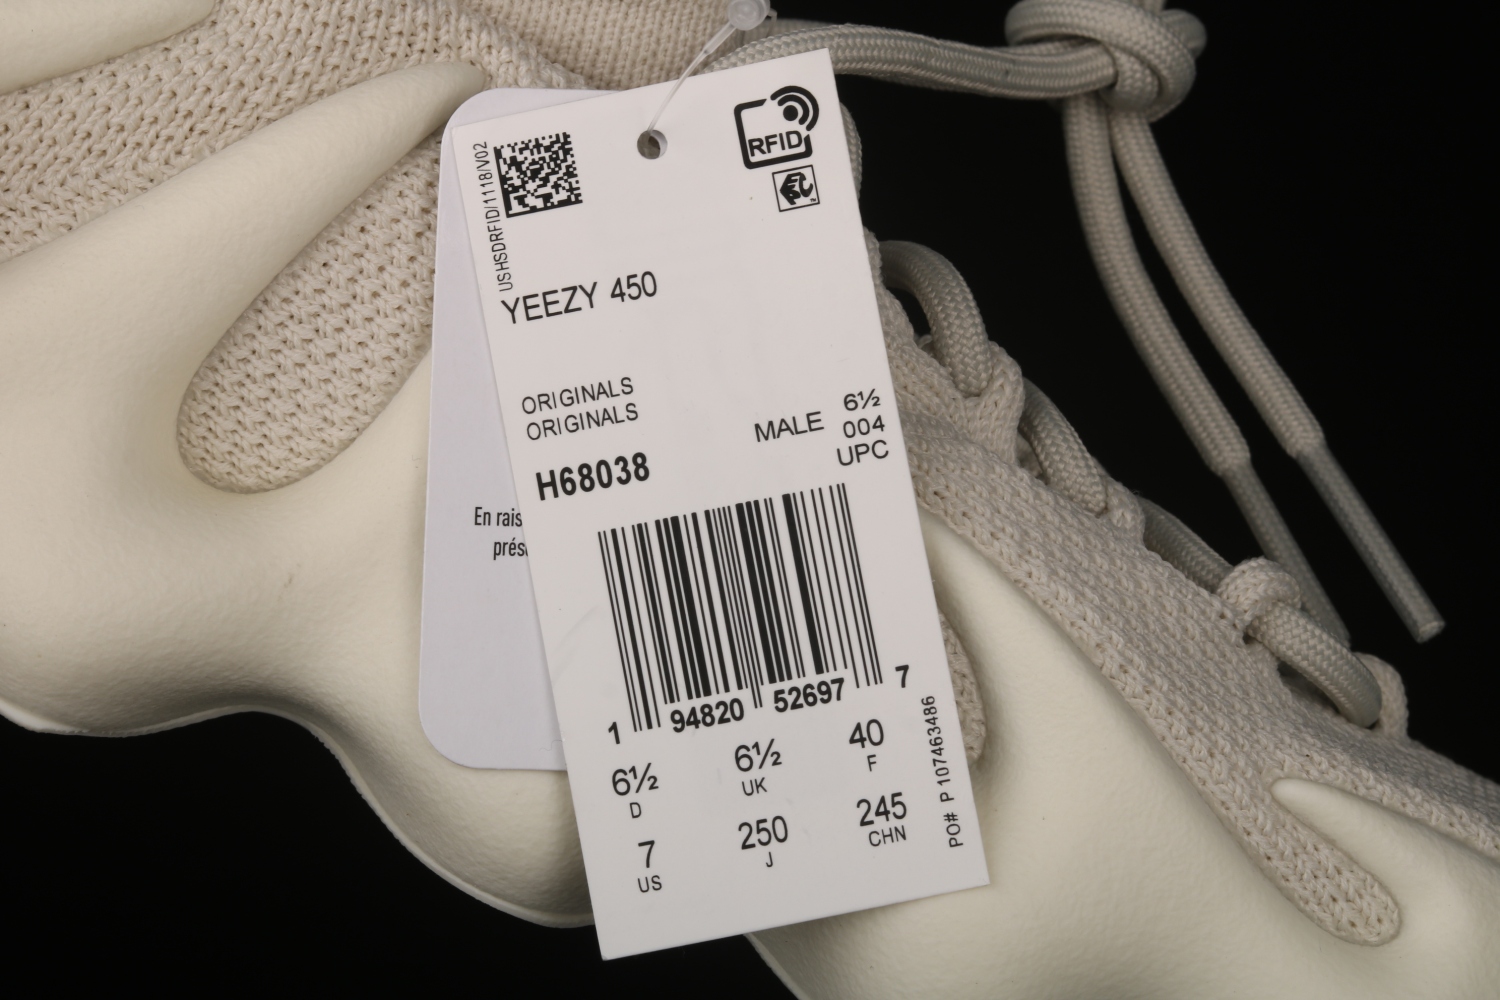 RFID
USHSDRFID/1118/V02
YEEZY 450
ORIGINALS
ORIGINALS
MALE 6½
004
UPC
H68038
1 94820 52697 7
6½ 6½ 40
D UK F
7 250 245
US J CHN
PO# P 107463486
En rais
prés